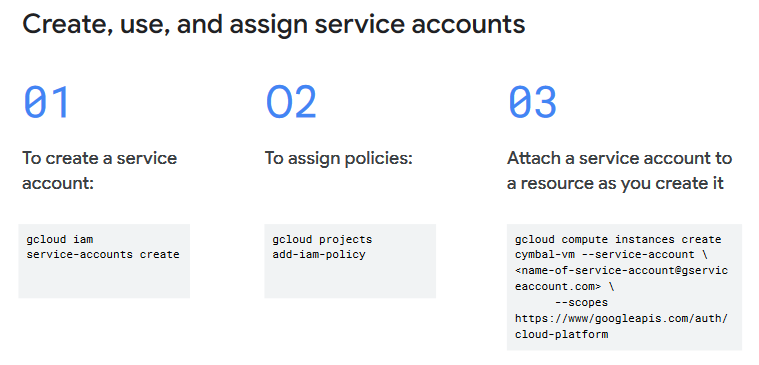 Create, use, and assign service accounts
01
To create a service
account:
gcloud iam
service-accounts create
02
To assign policies:
gcloud projects
add-iam-policy
03
Attach a service account to
a resource as you create it
gcloud compute instances create
cymbal-vm --service-account \
<name-of-service-account@gservic
eaccount.com> \
--scopes
https://www/googleapis.com/auth/
cloud-platform